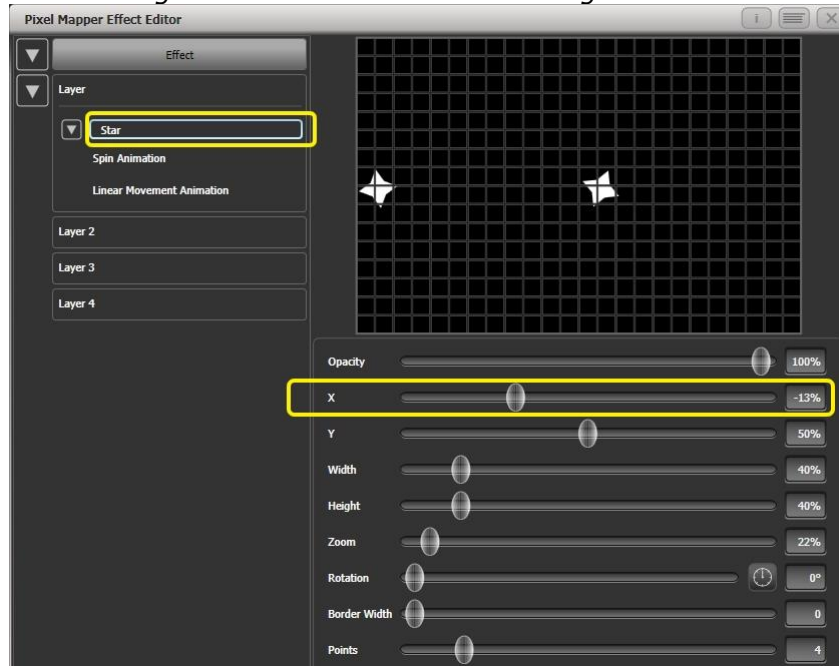 Pixel Mapper Effect Editor
Effect
Layer
Star
Spin Animation
Linear Movement Animation
Layer 2
Layer 3
Layer 4
Opacity 100%
X -13%
Y 50%
Width 40%
Height 40%
Zoom 22%
Rotation 0°
Border Width 0
Points 4